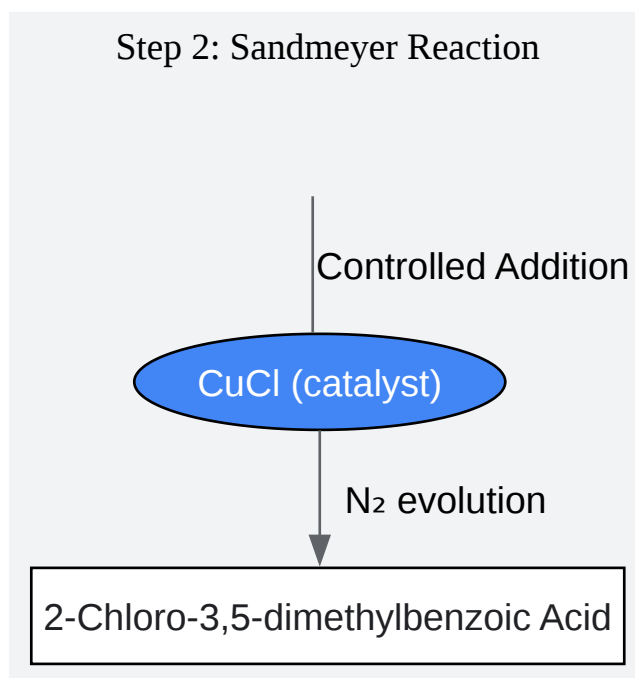 Step 2: Sandmeyer Reaction
Controlled Addition
CuCl (catalyst)
N₂ evolution
2-Chloro-3,5-dimethylbenzoic Acid